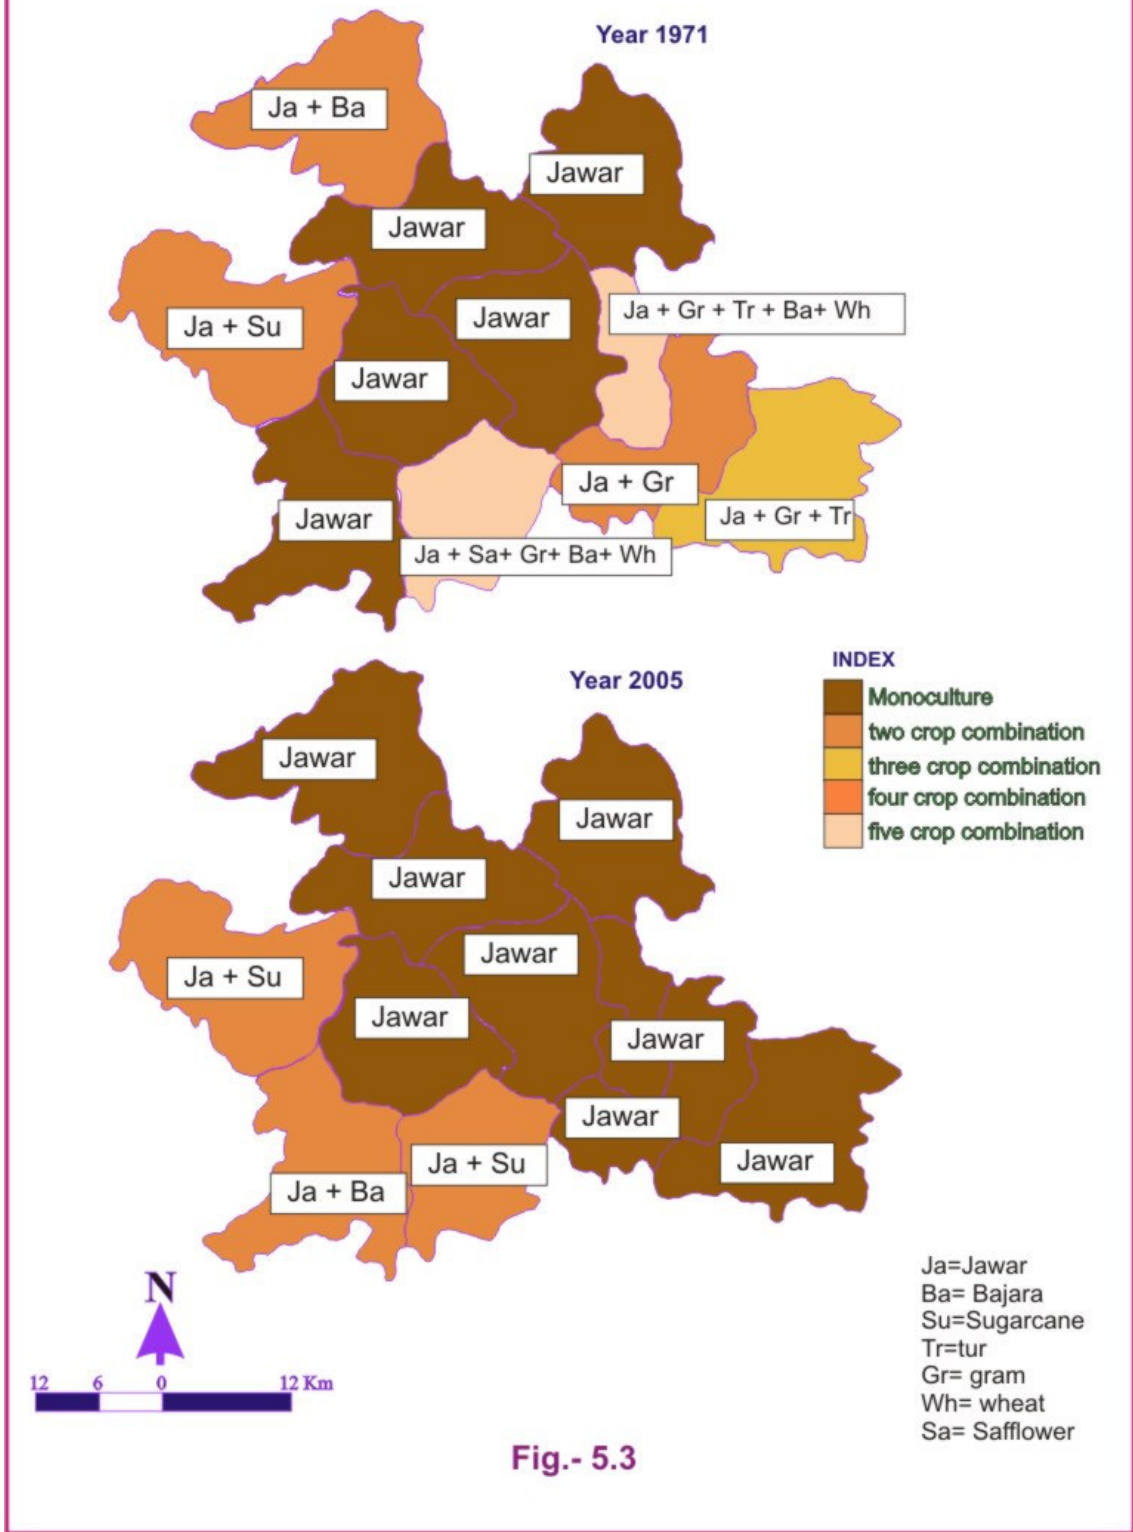 Year 1971
Ja + Ba
Jawar
Jawar
Ja + Gr + Tr + Ba+ Wh
Jawar
Ja + Su
Jawar
Ja + Gr
Jawar
Ja + Gr + Tr
Ja + Sa+ Gr+ Ba+ Wh
Year 2005
INDEX
Monoculture
two crop combination
three crop combination
four crop combination
five crop combination
Jawar
Jawar
Jawar
Jawar
Ja + Su
Jawar
Jawar
Jawar
Jawar
Ja + Su
Ja + Ba
N
12 6 0 12 Km
Ja=Jawar
Ba= Bajara
Su=Sugarcane
Tr=tur
Gr= gram
Wh= wheat
Sa= Safflower
Fig.- 5.3